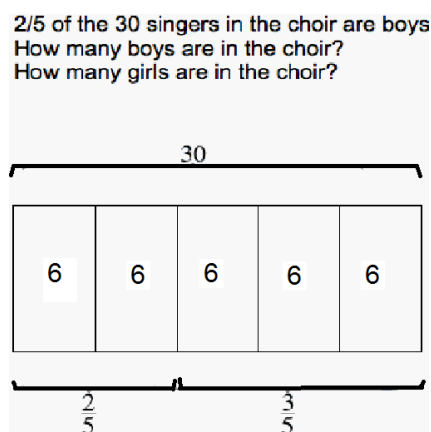 2/5 of the 30 singers in the choir are boys
How many boys are in the choir?
How many girls are in the choir?
30
6 6 6 6 6
2/5 3/5